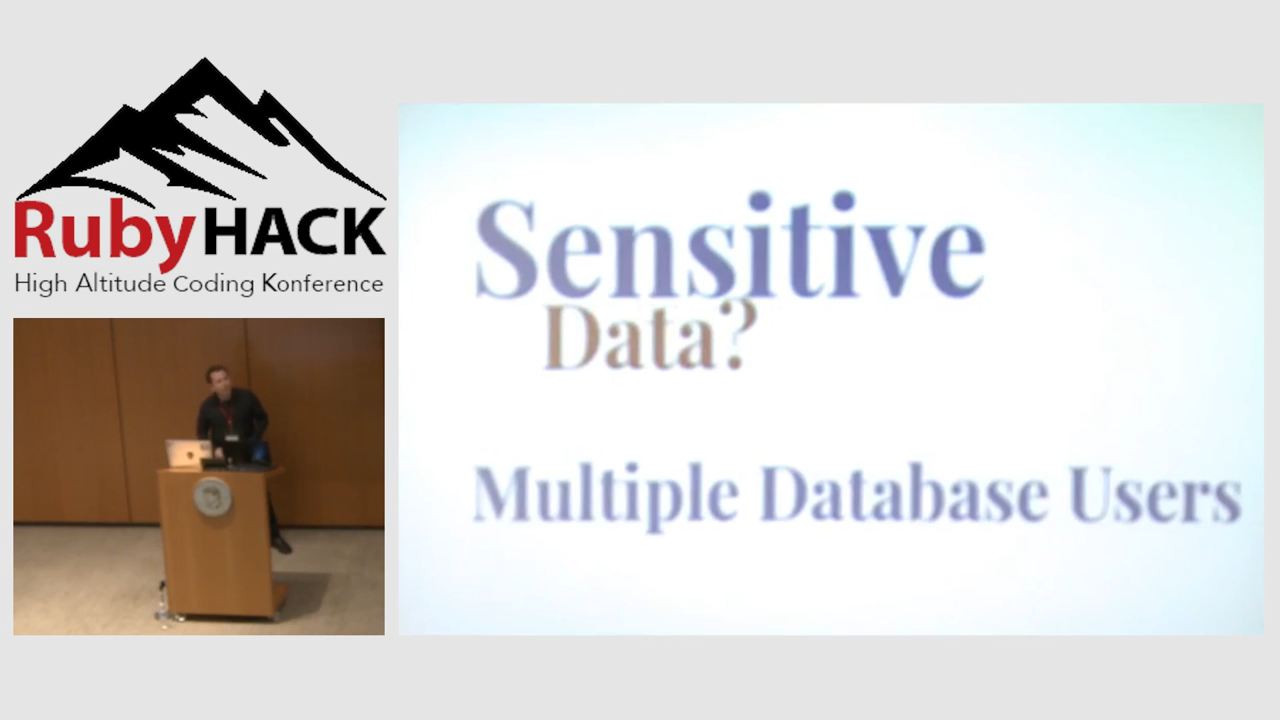 RubyHACK
High Altitude Coding Konference
Sensitive
Data?
Multiple Database Users